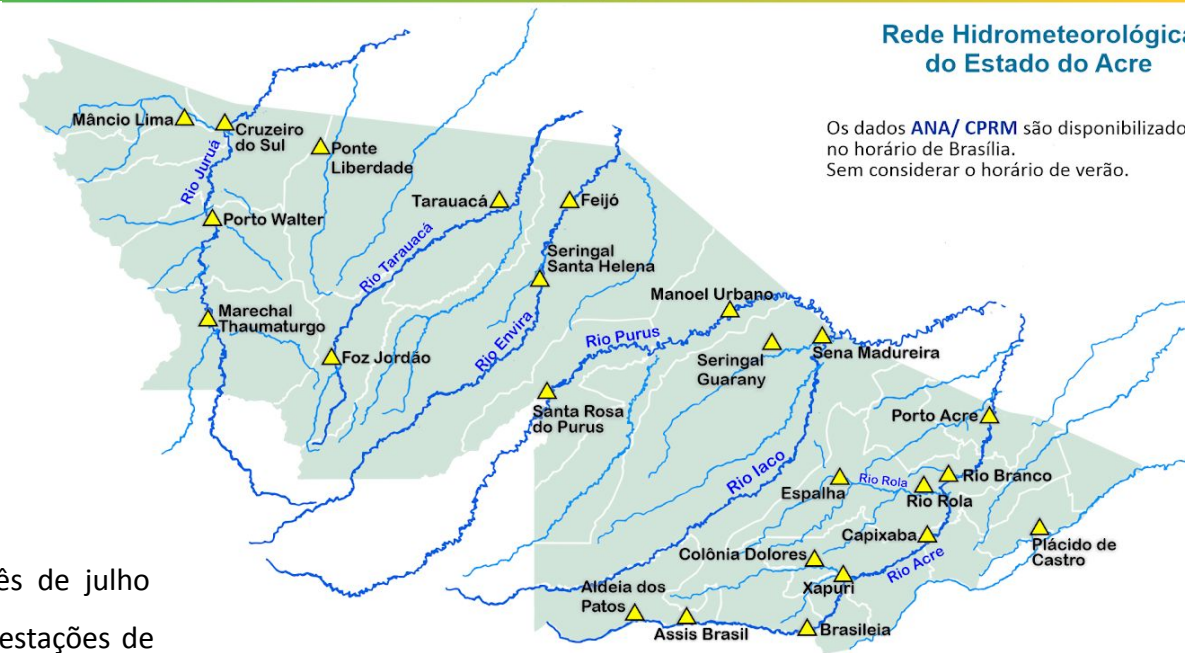 Rede Hidrometeorológica
do Estado do Acre
Os dados ANA/ CPRM são disponibilizado
no horário de Brasília.
Sem considerar o horário de verão.
Mâncio Lima
Cruzeiro
do Sul
Ponte
Liberdade
Rio Juruá
Porto Walter
Tarauacá
Feijó
Rio Tarauacá
Seringal
Santa Helena
Marechal
Thaumaturgo
Foz Jordão
Rio Envira
Manoel Urbano
Rio Purus
Seringal
Guarany
Sena Madureira
Santa Rosa
do Purus
Porto Acre
Rio Iaco
Espalha
Rio Rola
Rio Branco
Rio Rola
Capixaba
Plácido de
Castro
Colônia Dolores
Rio Acre
Xapuri
Aldeia dos
Patos
Assis Brasil
Brasileia
ês de julho
estações de